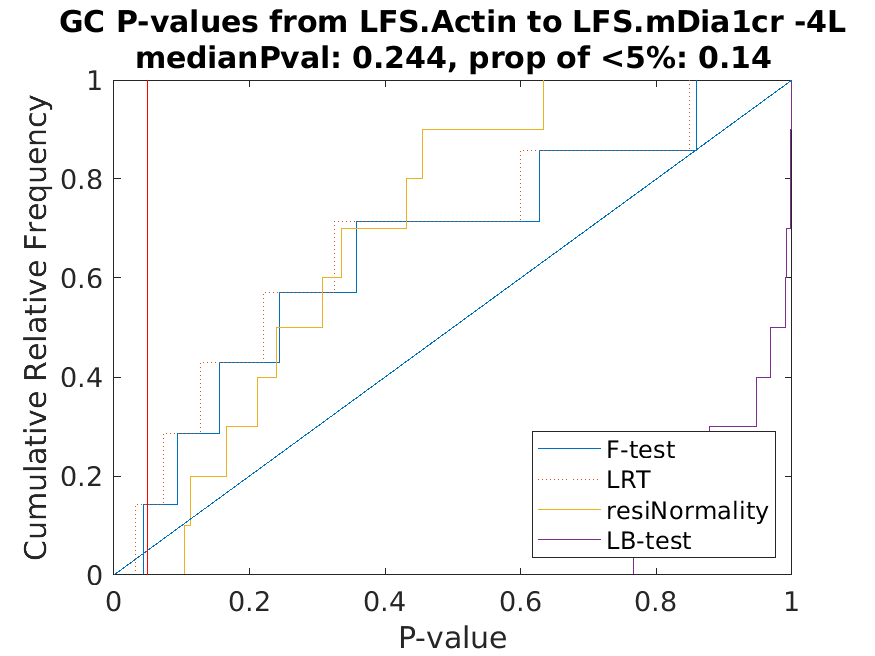 GC P-values from LFS.Actin to LFS.mDia1cr -4L
medianPval: 0.244, prop of <5%: 0.14
Cumulative Relative Frequency
1
0.8
0.6
0.4
0.2
0
0 0.2 0.4 0.6 0.8 1
P-value
F-test
LRT
resiNormality
LB-test